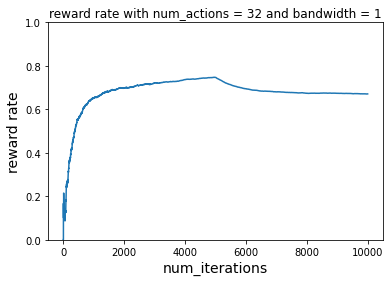 reward rate with num_actions = 32 and bandwidth = 1
1.0
0.8
0.6
0.4
0.2
0.0
reward rate
0 2000 4000 6000 8000 10000
num_iterations